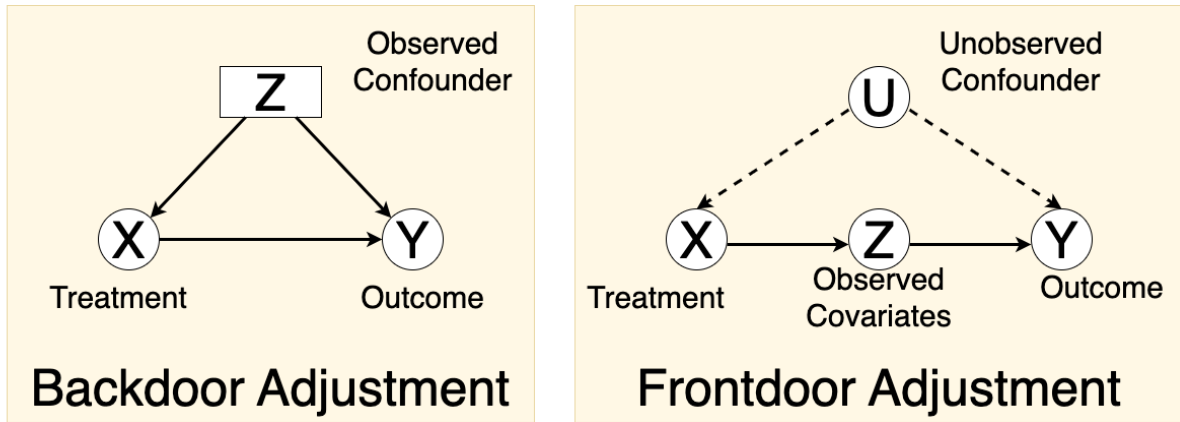 Observed
Confounder
Z
X
Y
Treatment
Outcome
Backdoor Adjustment
Unobserved
Confounder
U
X
Z
Y
Treatment
Observed
Covariates
Outcome
Frontdoor Adjustment